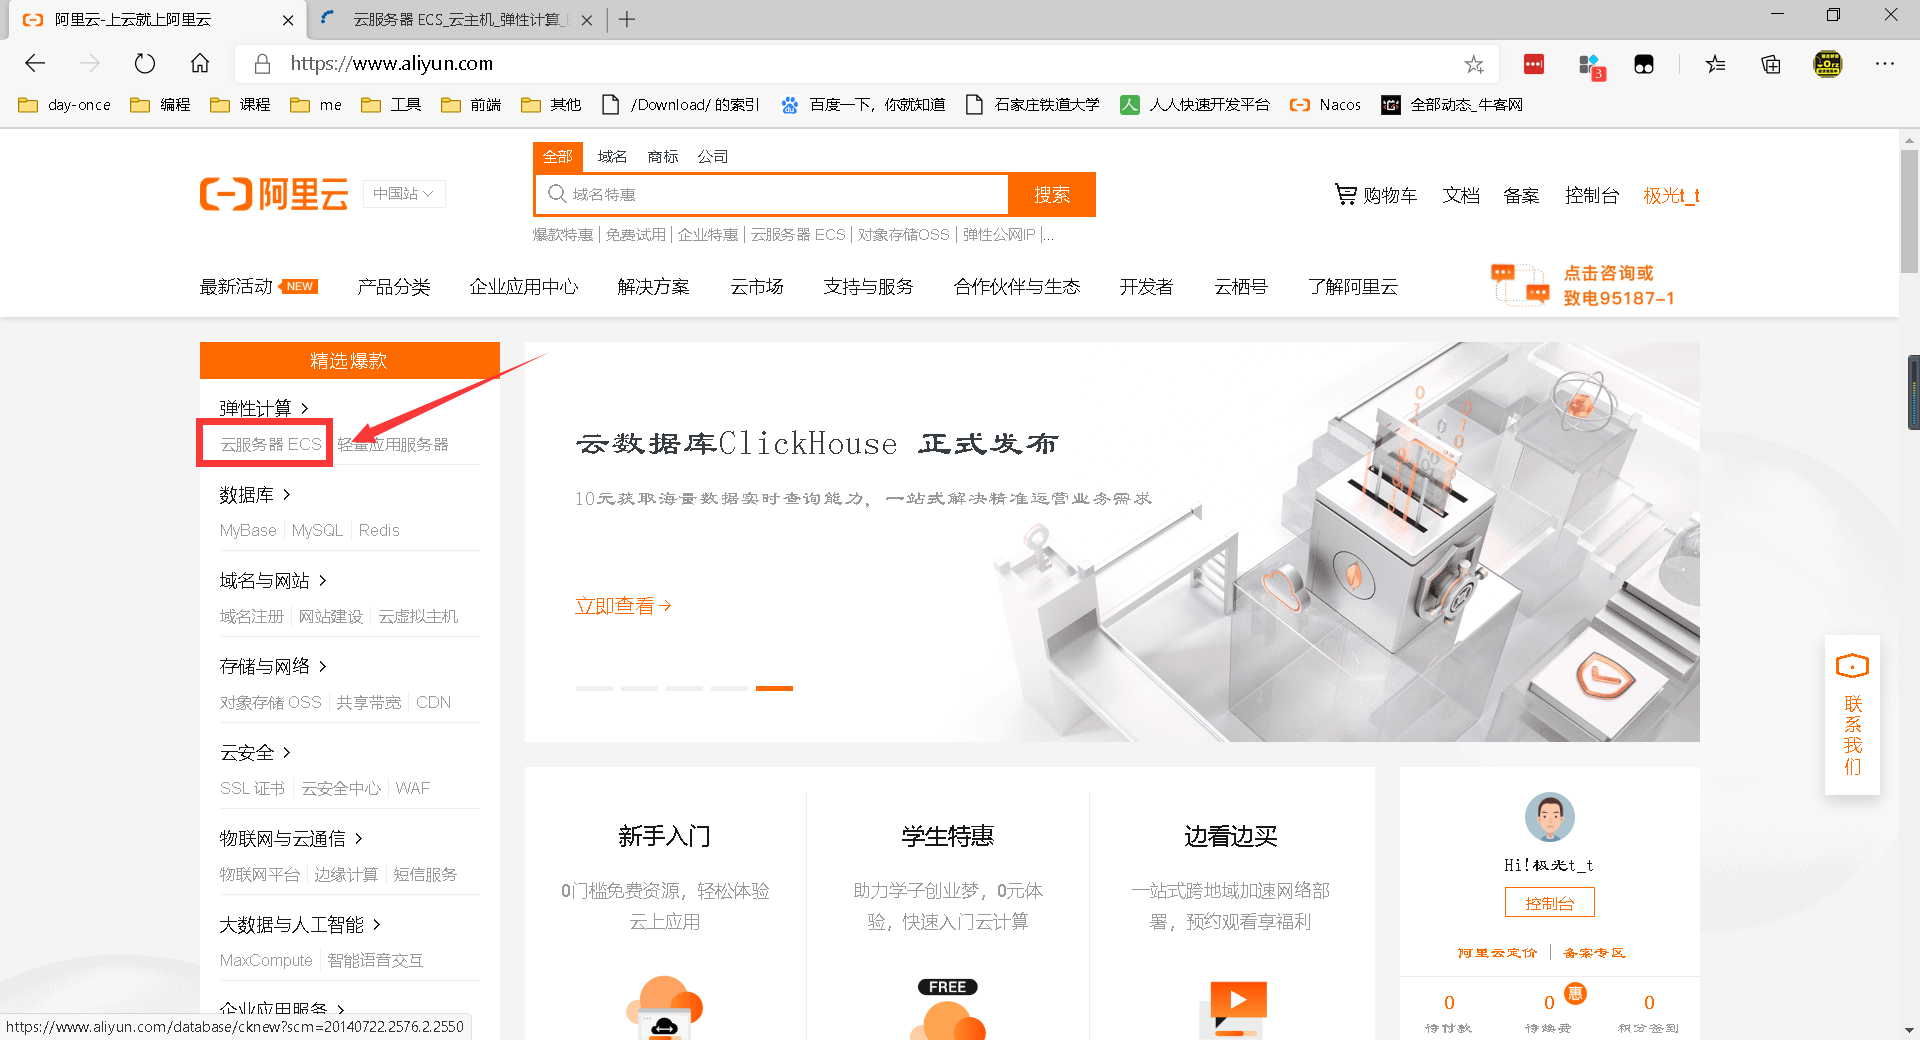 阿里云-上云就上阿里云
云服务器 ECS_云主机_弹性计算_
https://www.aliyun.com
3
day-once 编程 课程 me 工具 前端 其他 /Download/ 的索引 百度一下，你就知道 石家庄铁道大学 人人快速开发平台 Nacos 全部动态_牛客网
全部 域名 商标 公司
阿里云 中国站
域名特惠 搜索
购物车 文档 备案 控制台 极光t_t
爆款特惠 | 免费试用 | 企业特惠 | 云服务器 ECS | 对象存储OSS | 弹性公网IP |...
最新活动 NEW 产品分类 企业应用中心 解决方案 云市场 支持与服务 合作伙伴与生态 开发者 云栖号 了解阿里云
点击咨询或
致电95187-1
精选爆款
弹性计算 >
云服务器 ECS 轻量应用服务器
数据库 >
MyBase | MySQL | Redis
域名与网站 >
域名注册 | 网站建设 | 云虚拟主机
存储与网络 >
对象存储 OSS | 共享带宽 | CDN
云安全 >
SSL 证书 | 云安全中心 | WAF
物联网与云通信 >
物联网平台 | 边缘计算 | 短信服务
大数据与人工智能 >
MaxCompute | 智能语音交互
企业应用服务 >
云数据库ClickHouse 正式发布
10元获取海量数据实时查询能力，一站式解决精准运营业务需求
立即查看
新手入门
0门槛免费资源，轻松体验
云上应用
学生特惠
助力学子创业梦，0元体
验，快速入门云计算
FREE
边看边买
一站式跨地域加速网络部
署，预约观看享福利
Hi!极光t_t
控制台
阿里云定价 | 备案专区
0 0 惠 0
待付款 待续费 积分签到
联系我们
https://www.aliyun.com/database/cknew?scm=20140722.2576.2.2550